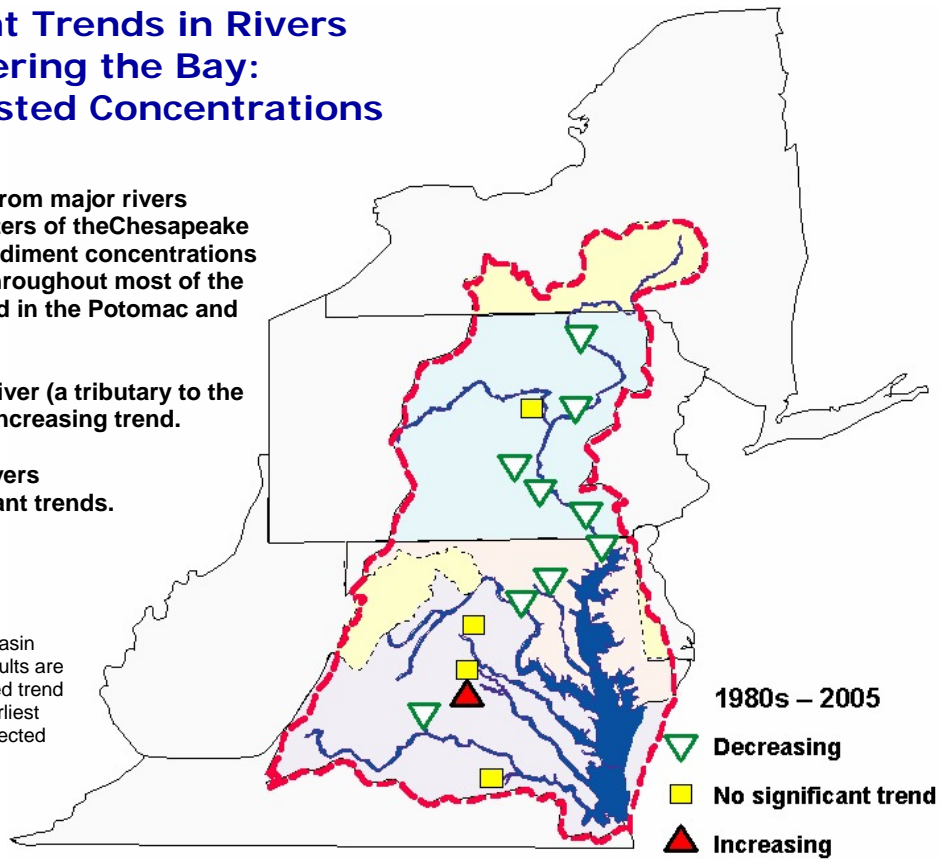 t Trends in Rivers
ering the Bay:
sted Concentrations
rom major rivers
ters of theChesapeake
diment concentrations
hroughout most of the
d in the Potomac and
iver (a tributary to the
ncreasing trend.
vers
ant trends.
asin
ults are
ed trend
rliest
ected
1980s – 2005
Decreasing
No significant trend
Increasing